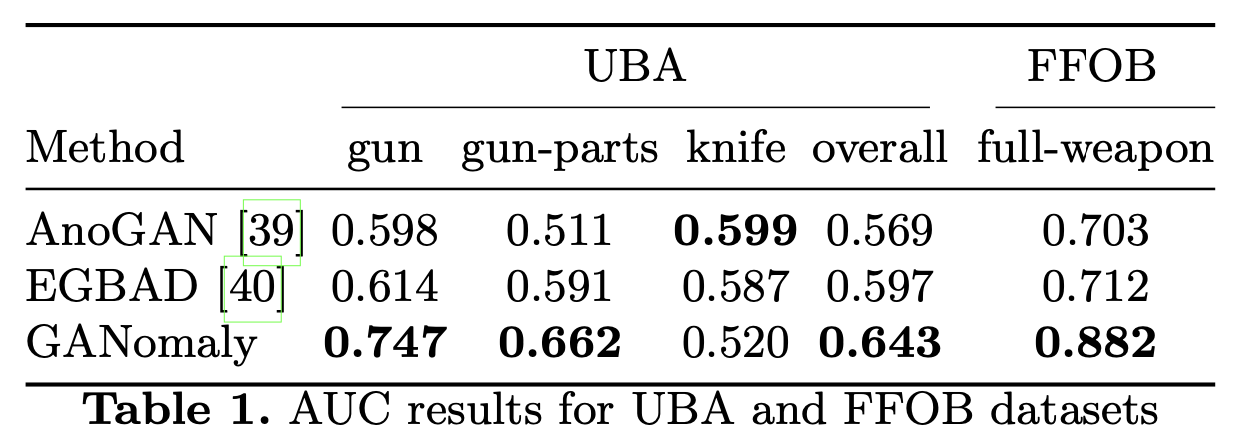 UBA FFOB
Method gun gun-parts knife overall full-weapon
AnoGAN [39] 0.598 0.511 0.599 0.569 0.703
EGBAD [40] 0.614 0.591 0.587 0.597 0.712
GANomaly 0.747 0.662 0.520 0.643 0.882
Table 1. AUC results for UBA and FFOB datasets